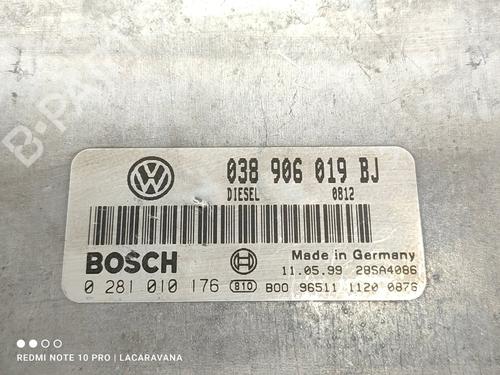 B-PARTS
038 906 019 BJ
DIESEL 0812
BOSCH
Made in Germany
11.05.99 28SA4086
0 281 010 176 810 B00 96511 1120 0876
REDMI NOTE 10 PRO | LACARAVANA